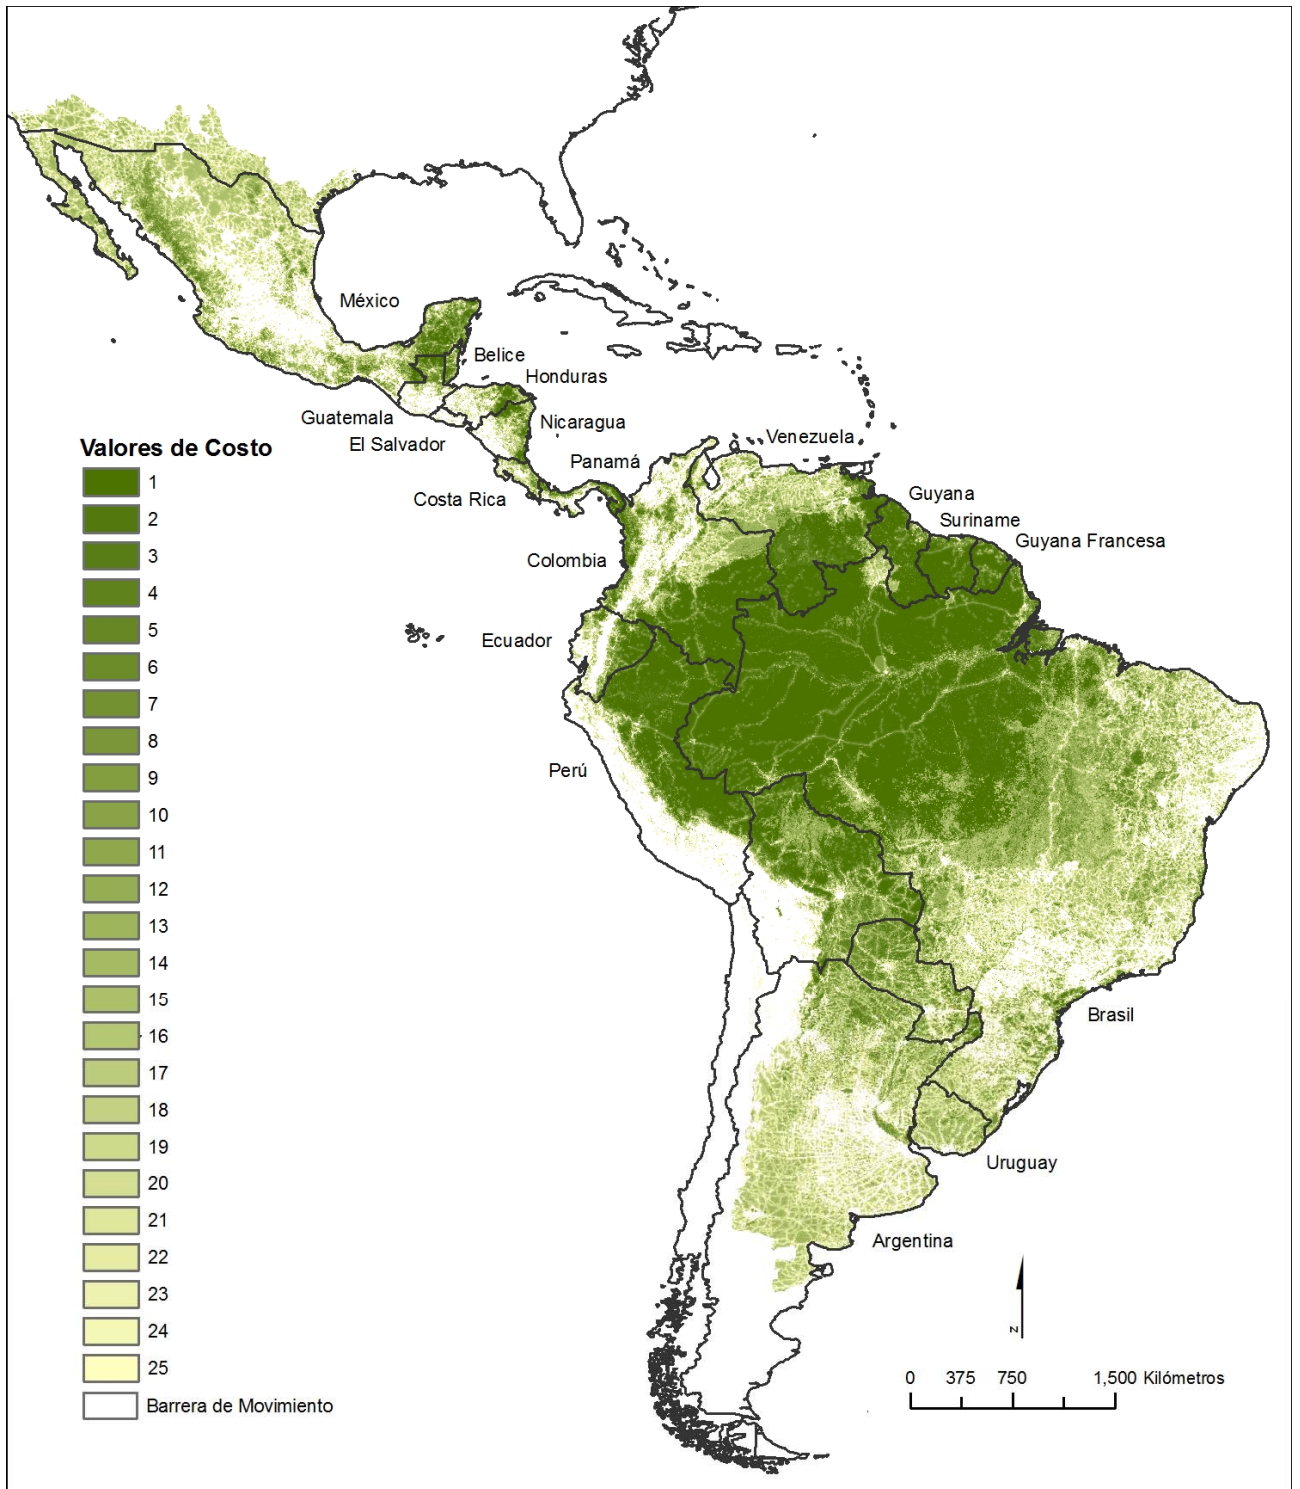 México
Belice
Honduras
Guatemala
Nicaragua
El Salvador
Venezuela
Valores de Costo
Panamá
Costa Rica
Guyana
Suriname
Guyana Francesa
Colombia
Ecuador
Perú
Brasil
Uruguay
Argentina
1
2
3
4
5
6
7
8
9
10
11
12
13
14
15
16
17
18
19
20
21
22
23
24
25
Barrera de Movimiento
z
0 375 750 1,500 Kilómetros